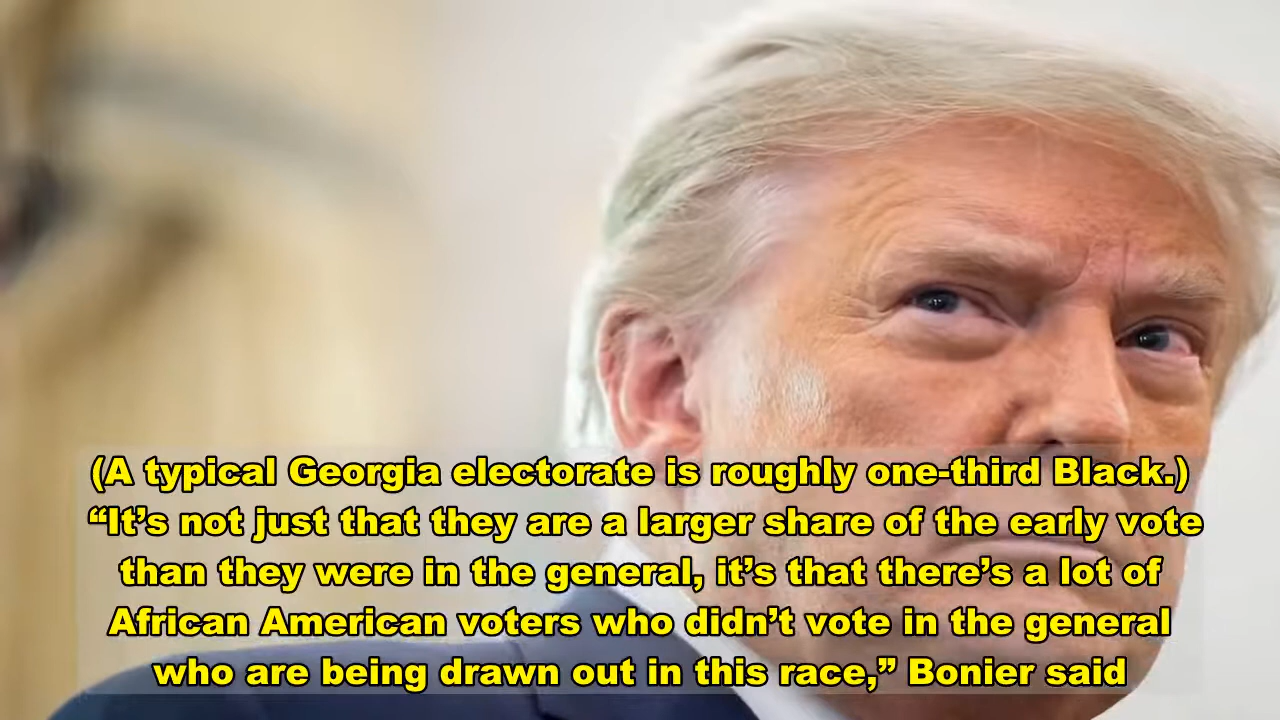 (A typical Georgia electorate is roughly one-third Black.)
“It’s not just that they are a larger share of the early vote
than they were in the general, it’s that there’s a lot of
African American voters who didn’t vote in the general
who are being drawn out in this race,” Bonier said